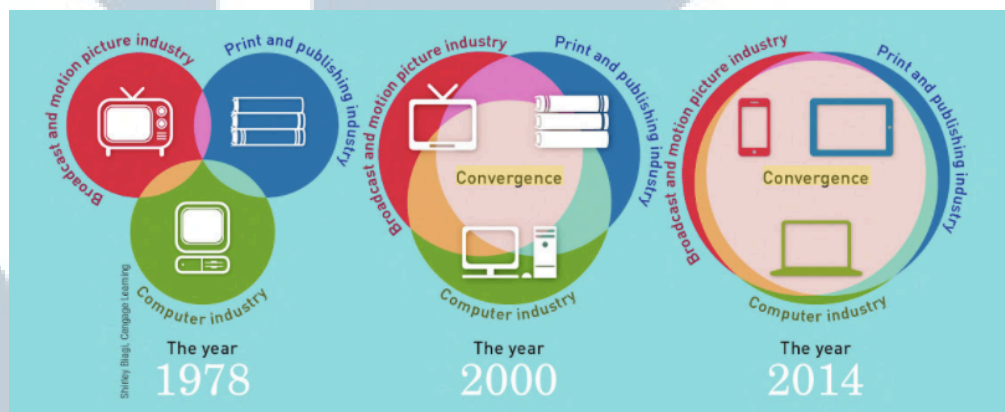 Broadcast and motion picture industry
Print and publishing industry
Computer industry
Shirley Biagi, Cengage Learning
The year
1978
Broadcast and motion picture industry
Print and publishing industry
Convergence
Computer industry
The year
2000
Broadcast and motion picture industry
Print and publishing industry
Convergence
Computer industry
The year
2014